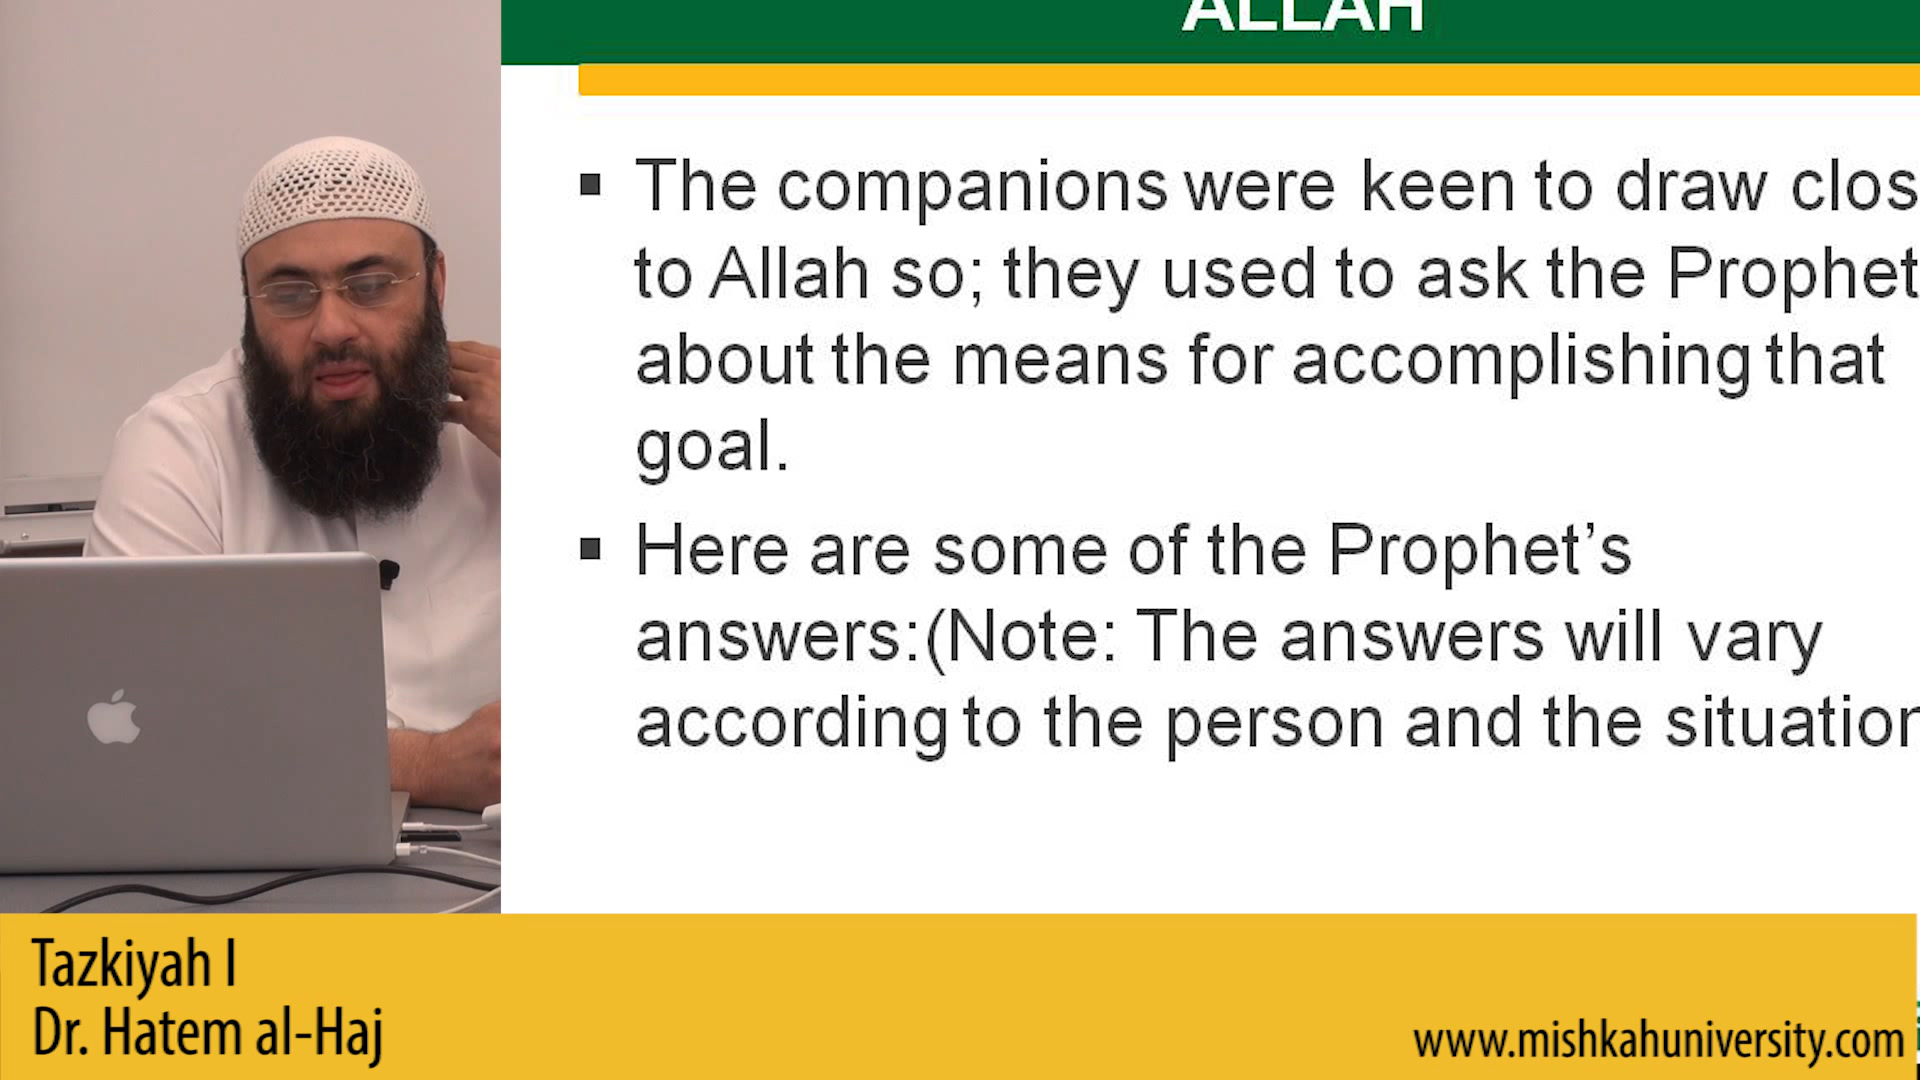 ALLAH
▪ The companions were keen to draw clos
to Allah so; they used to ask the Prophet
about the means for accomplishing that
goal.
▪ Here are some of the Prophet’s
answers:(Note: The answers will vary
according to the person and the situation
Tazkiyah I
Dr. Hatem al-Haj
www.mishkahuniversity.com